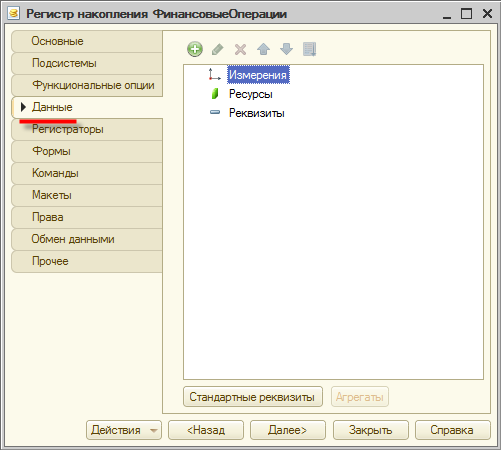 Регистр накопления ФинансовыеОперации
Основные
Подсистемы
Функциональные опции
Данные
Регистраторы
Формы
Команды
Макеты
Права
Обмен данными
Прочее
Измерения
Ресурсы
Реквизиты
Стандартные реквизиты
Агрегаты
Действия
<Назад
Далее>
Закрыть
Справка